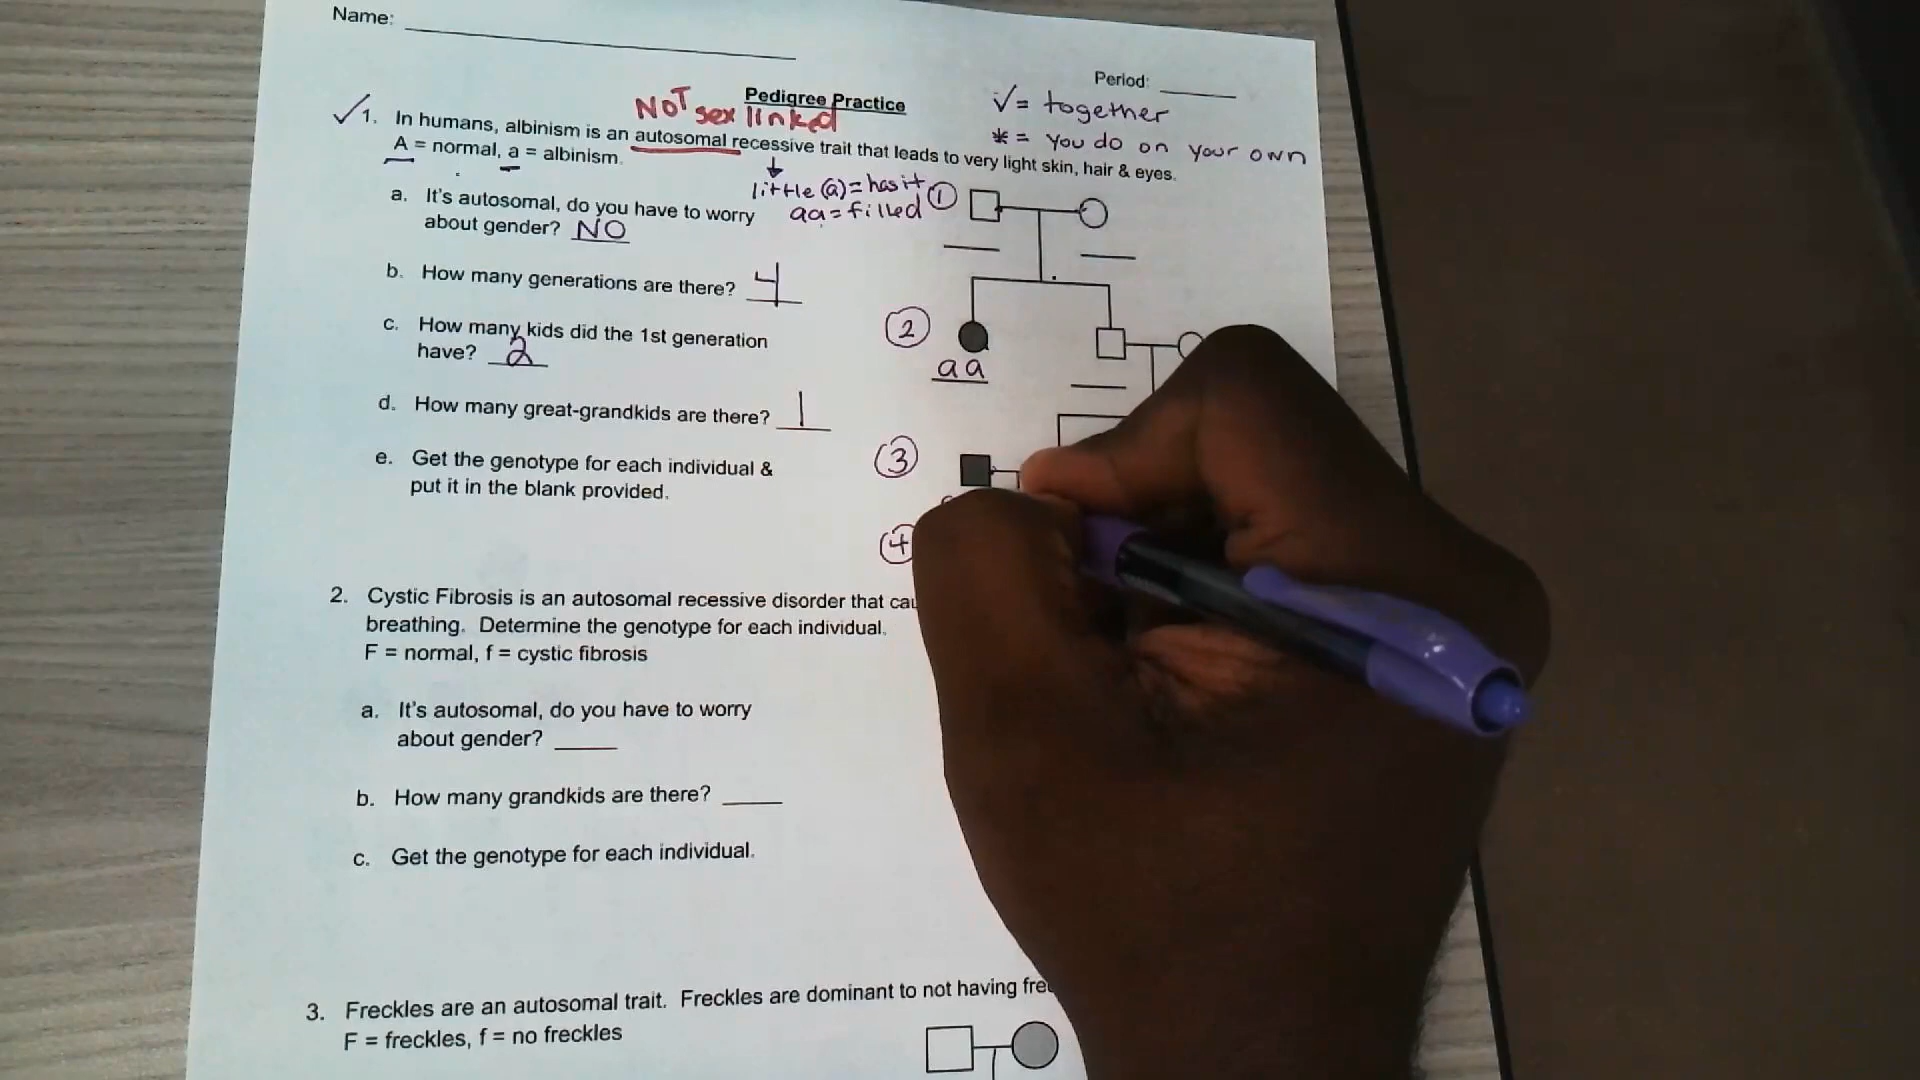 Name:
Period:
Pedigree Practice
NOT sex linked
√= together
* = you do on your own
√1. In humans, albinism is an autosomal recessive trait that leads to very light skin, hair & eyes.
A = normal, a = albinism.
little (a) = has it
aa = filled
a. It's autosomal, do you have to worry
about gender? NO
b. How many generations are there? 4
c. How many kids did the 1st generation
have? 2
d. How many great-grandkids are there? 1
e. Get the genotype for each individual &
put it in the blank provided.
1
2
aa
3
4
2. Cystic Fibrosis is an autosomal recessive disorder that
breathing. Determine the genotype for each individual.
F = normal, f = cystic fibrosis
a. It's autosomal, do you have to worry
about gender?
b. How many grandkids are there?
c. Get the genotype for each individual.
3. Freckles are an autosomal trait. Freckles are dominant to not having
F = freckles, f = no freckles